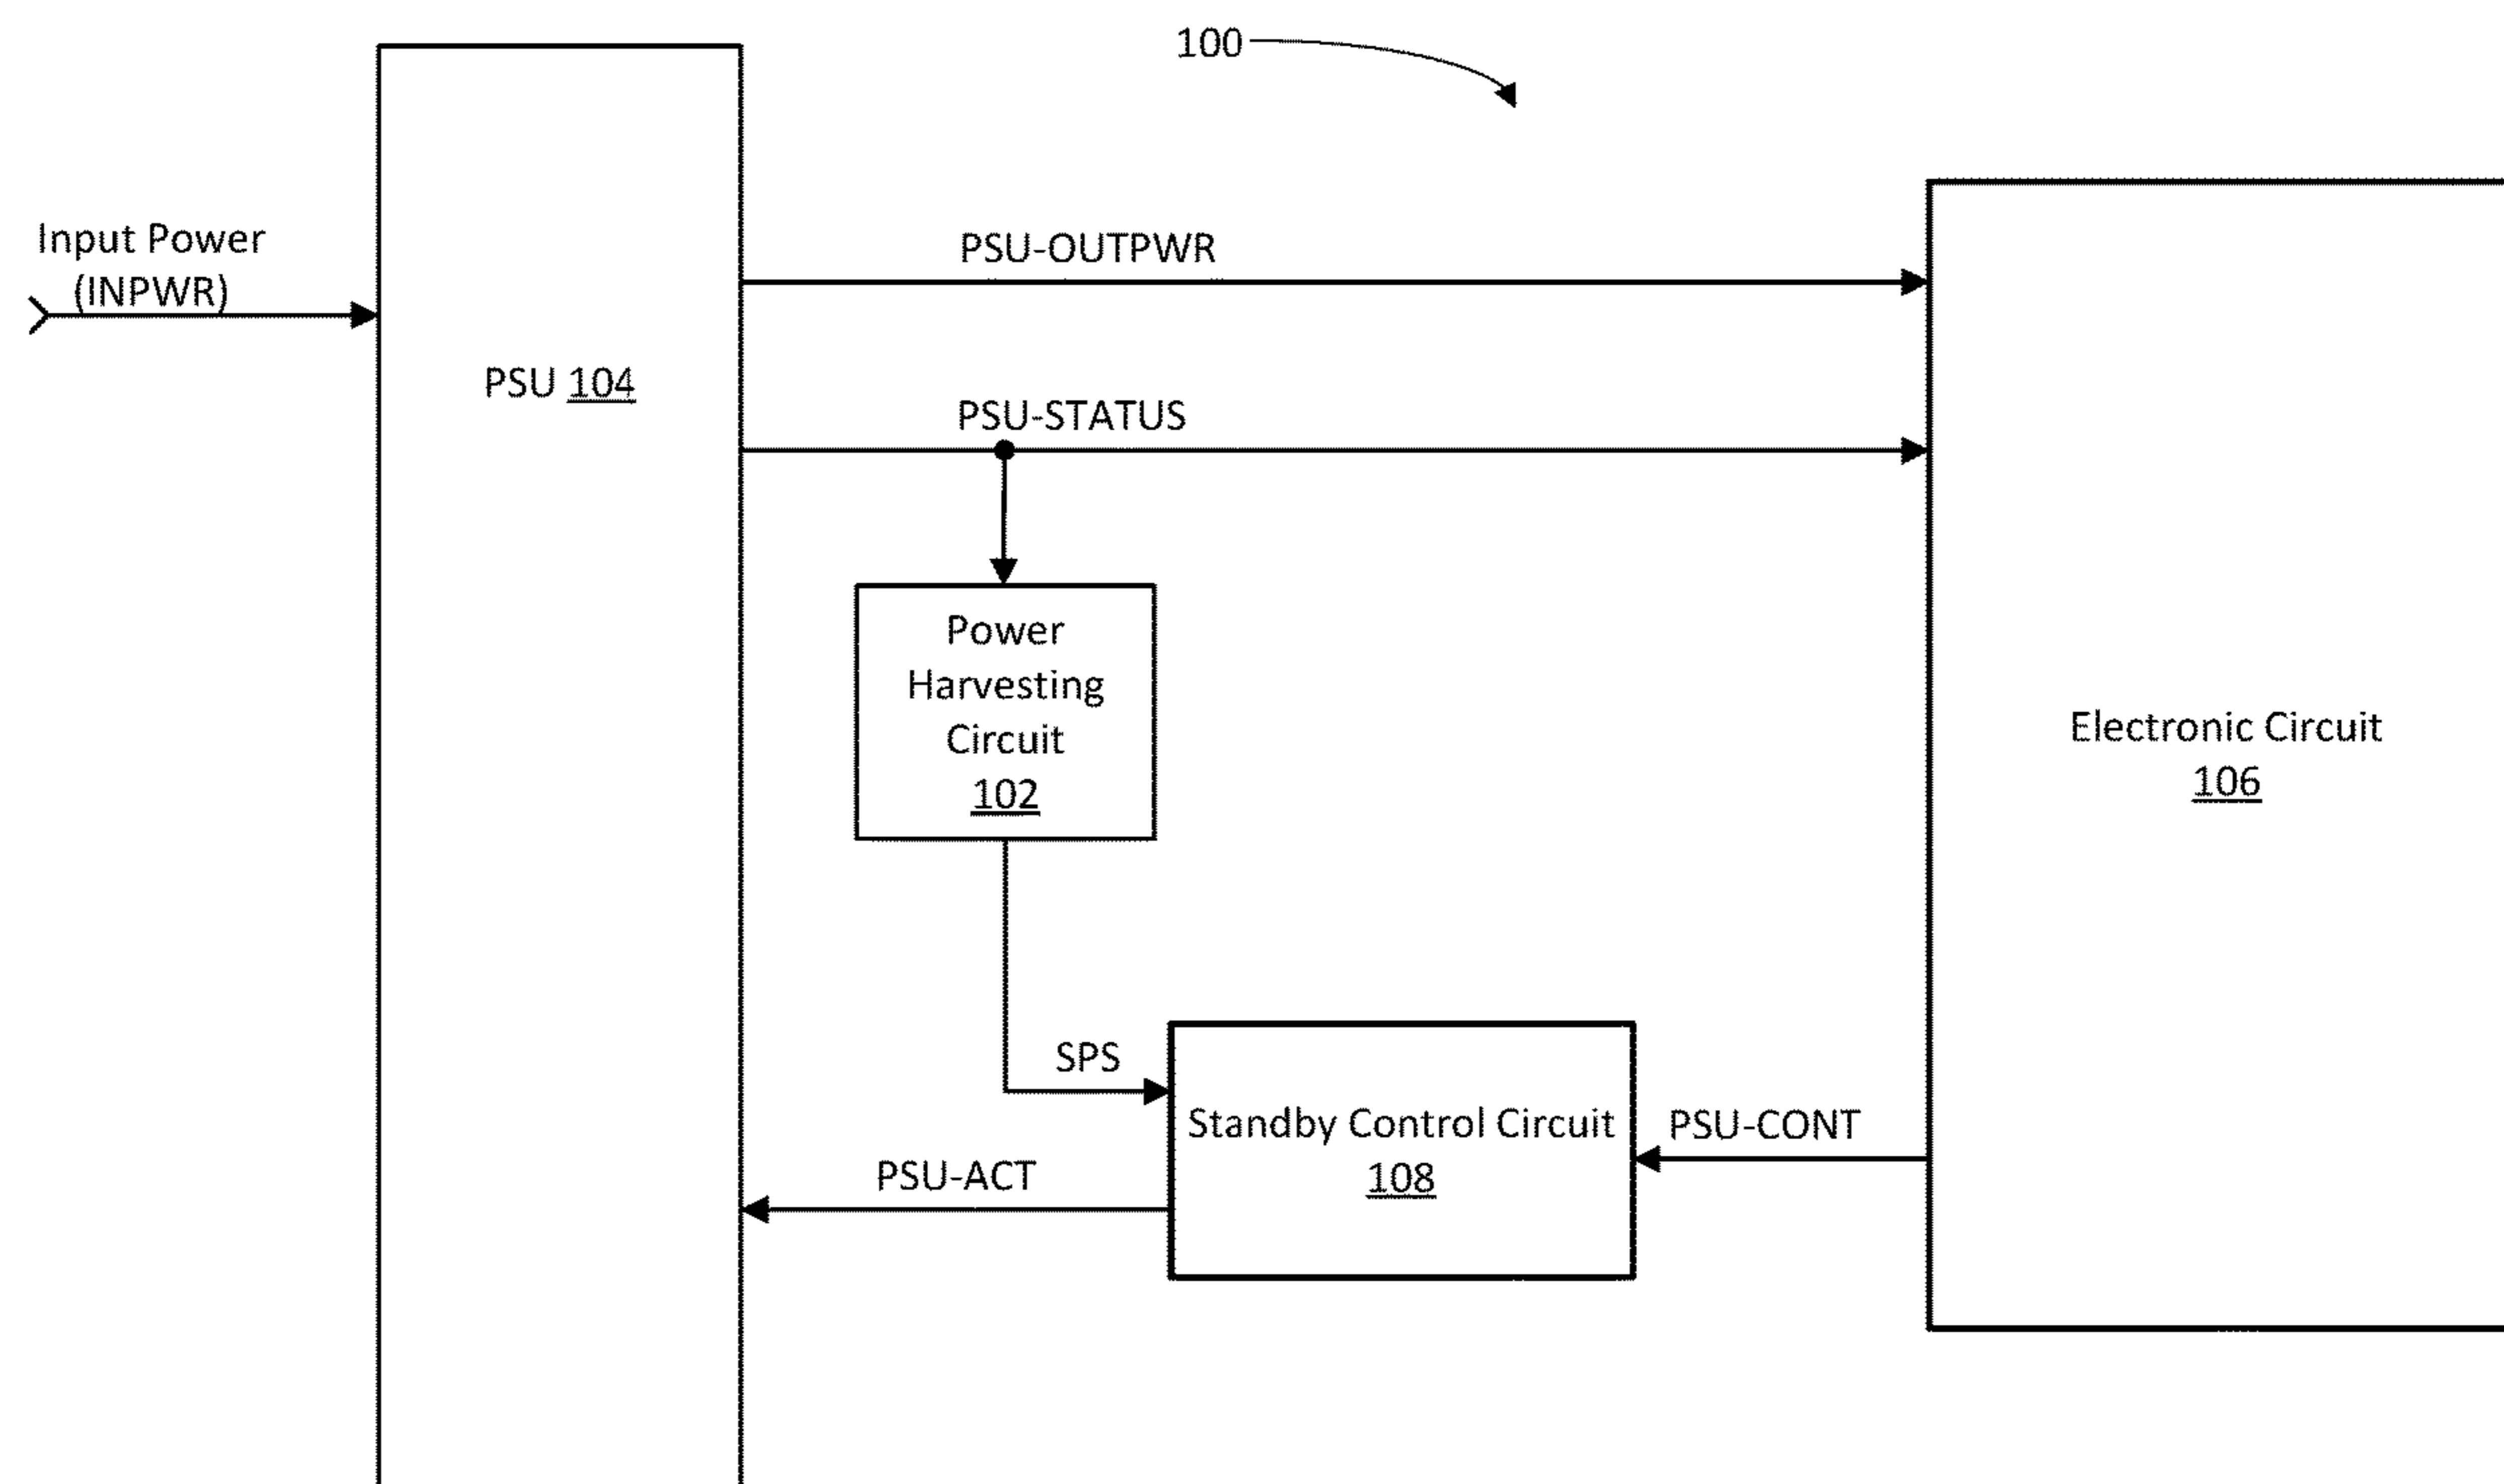 100
Input Power
(INPWR)
PSU-OUTPWR
PSU 104
PSU-STATUS
Power
Harvesting
Circuit
102
Electronic Circuit
106
SPS
Standby Control Circuit
108
PSU-CONT
PSU-ACT